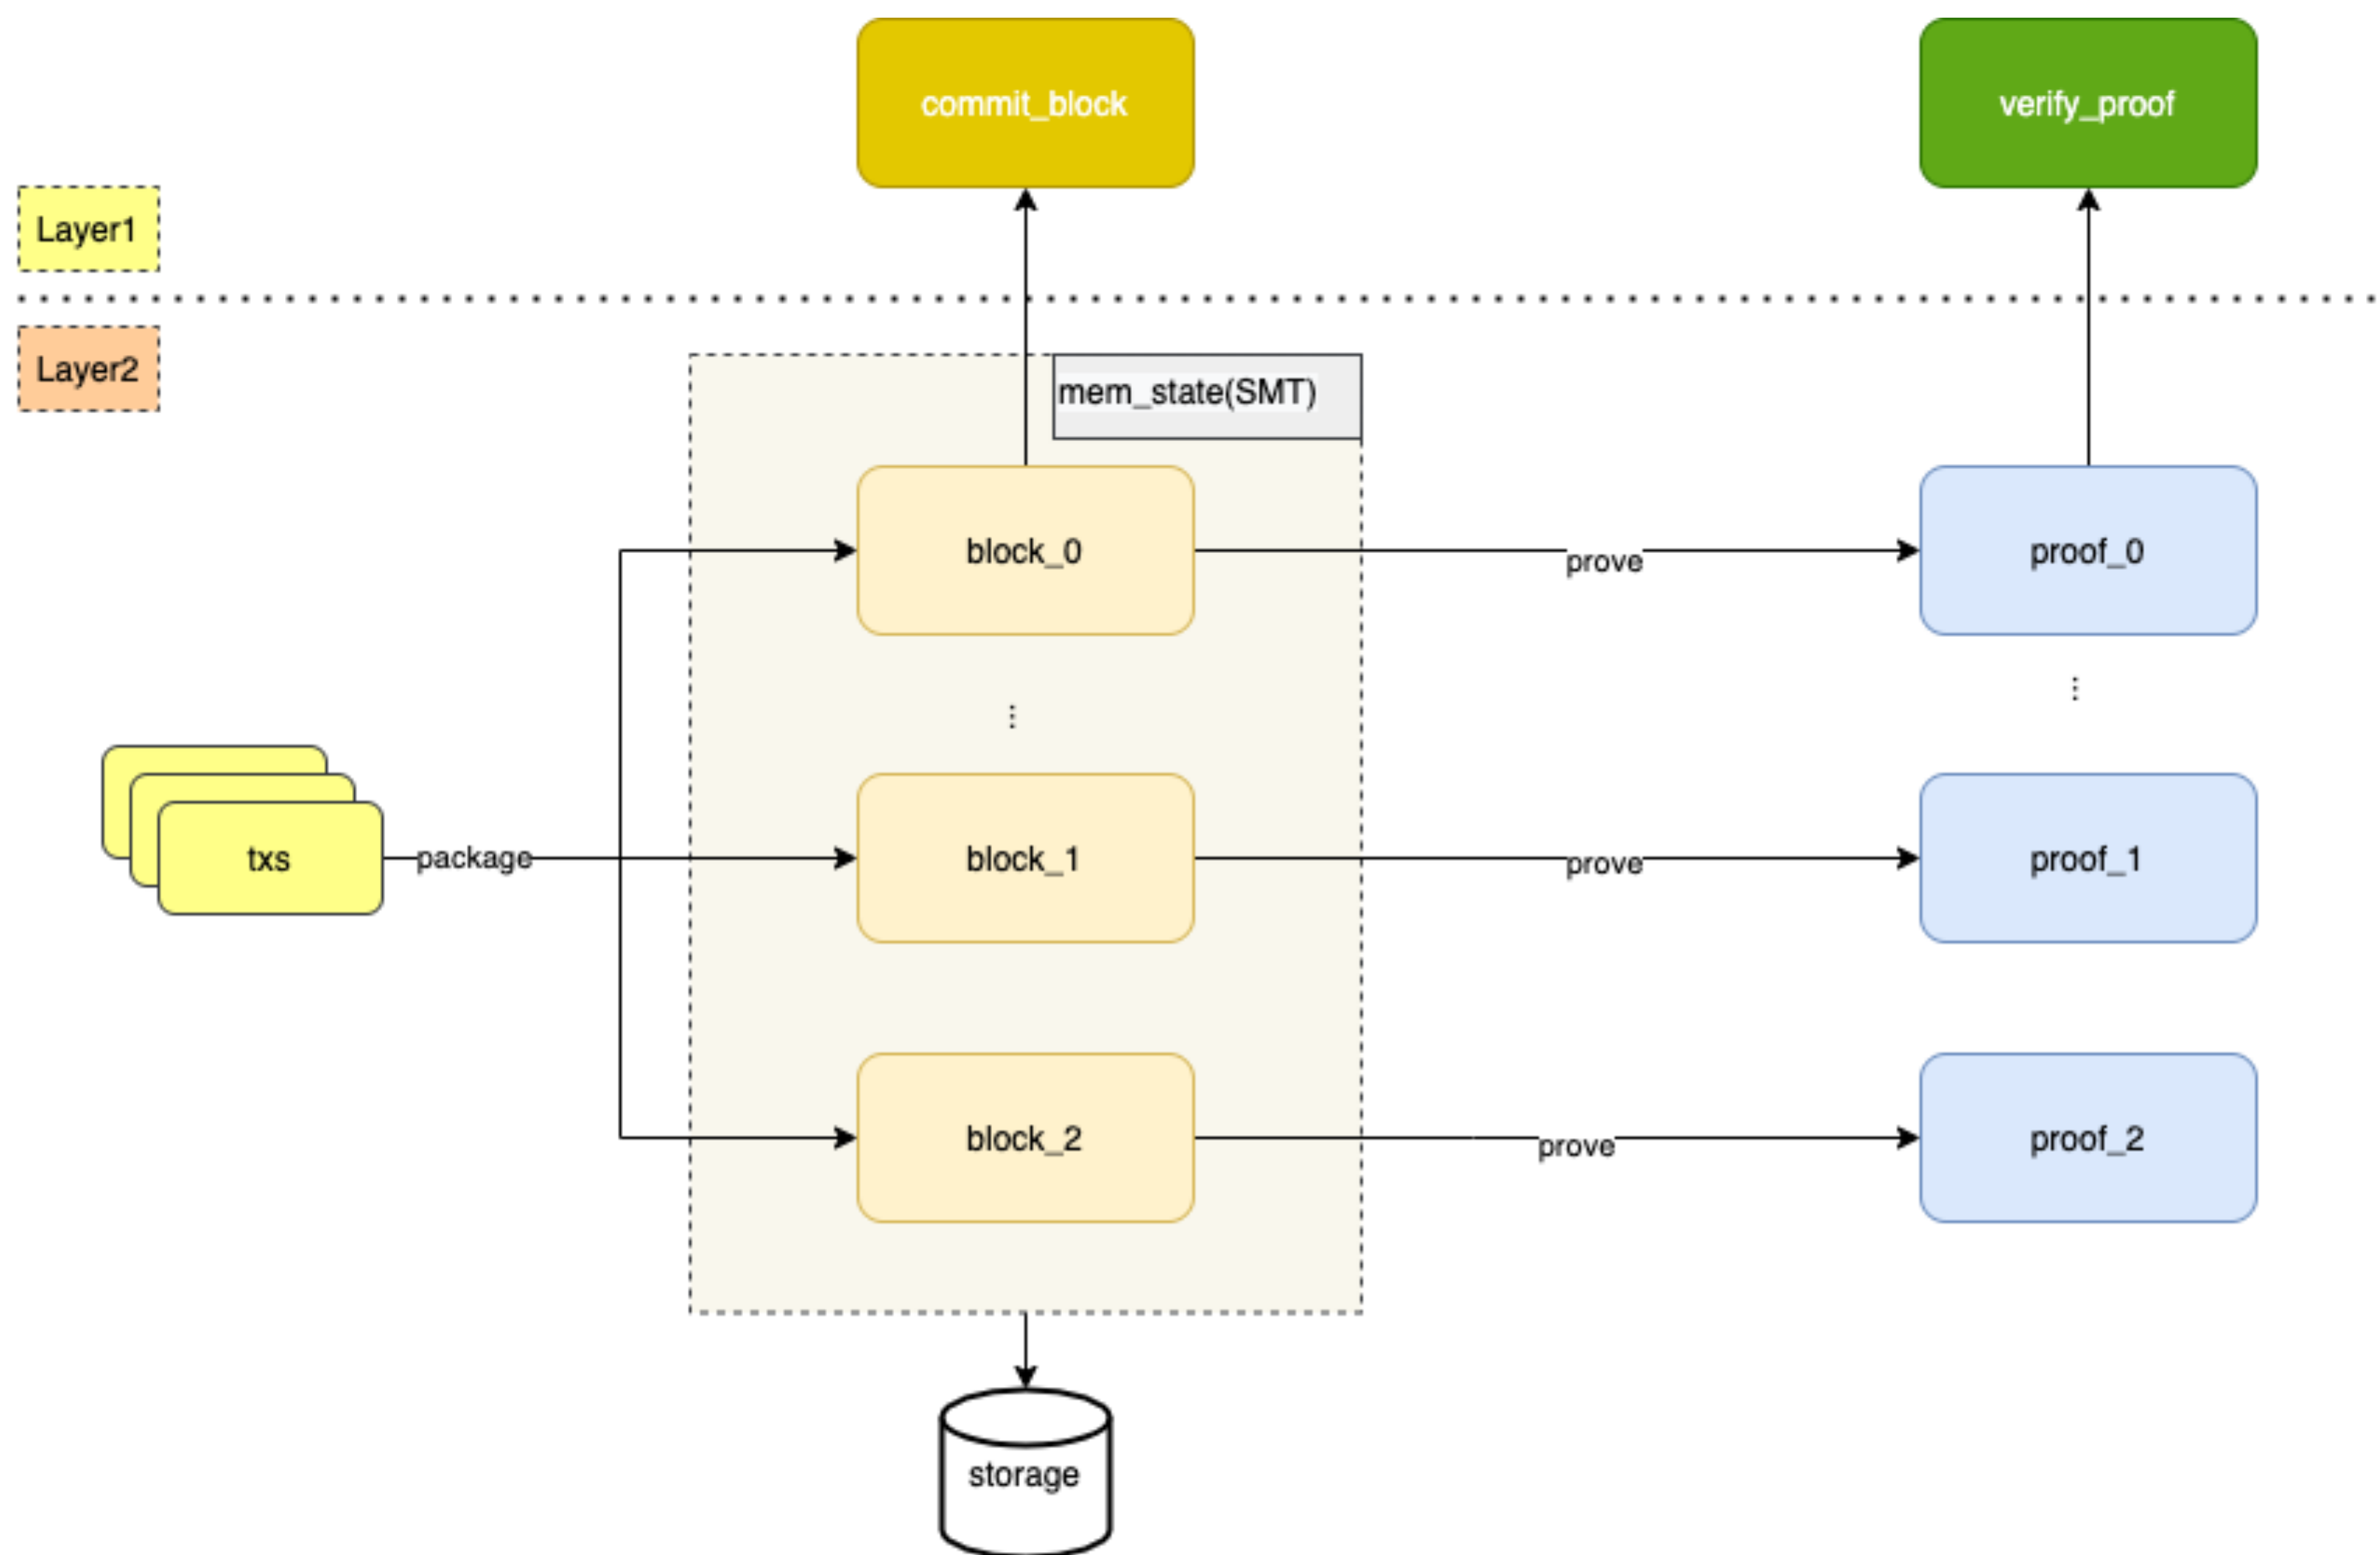 commit_block
verify_proof
Layer1
Layer2
mem_state(SMT)
block_0
prove
proof_0
txs
package
block_1
prove
proof_1
block_2
prove
proof_2
storage